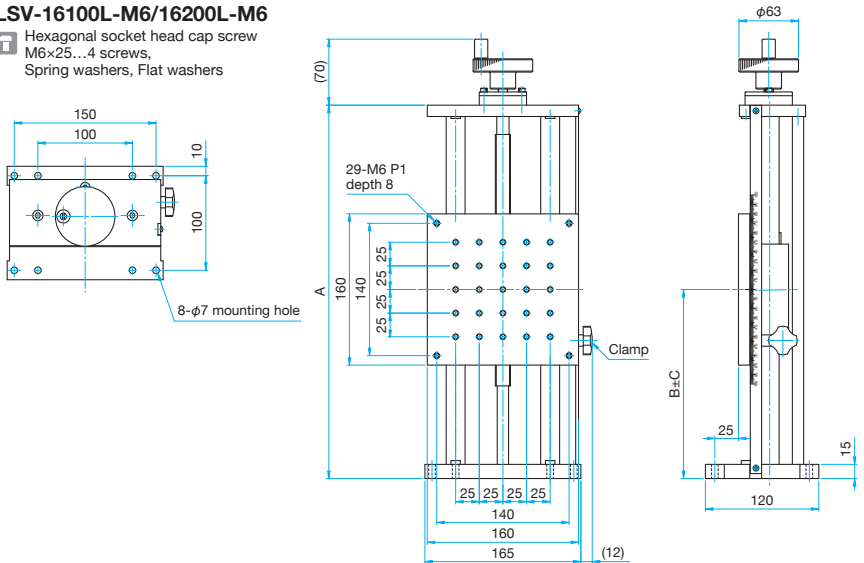 LSV-16100L-M6/16200L-M6
Hexagonal socket head cap screw
M6×25…4 screws,
Spring washers, Flat washers
150
100
10
100
8-φ7 mounting hole
(70)
29-M6 P1
depth 8
A
160
140
25
25
25
25
Clamp
25
25
25
25
140
160
165
(12)
φ63
B±C
25
15
120